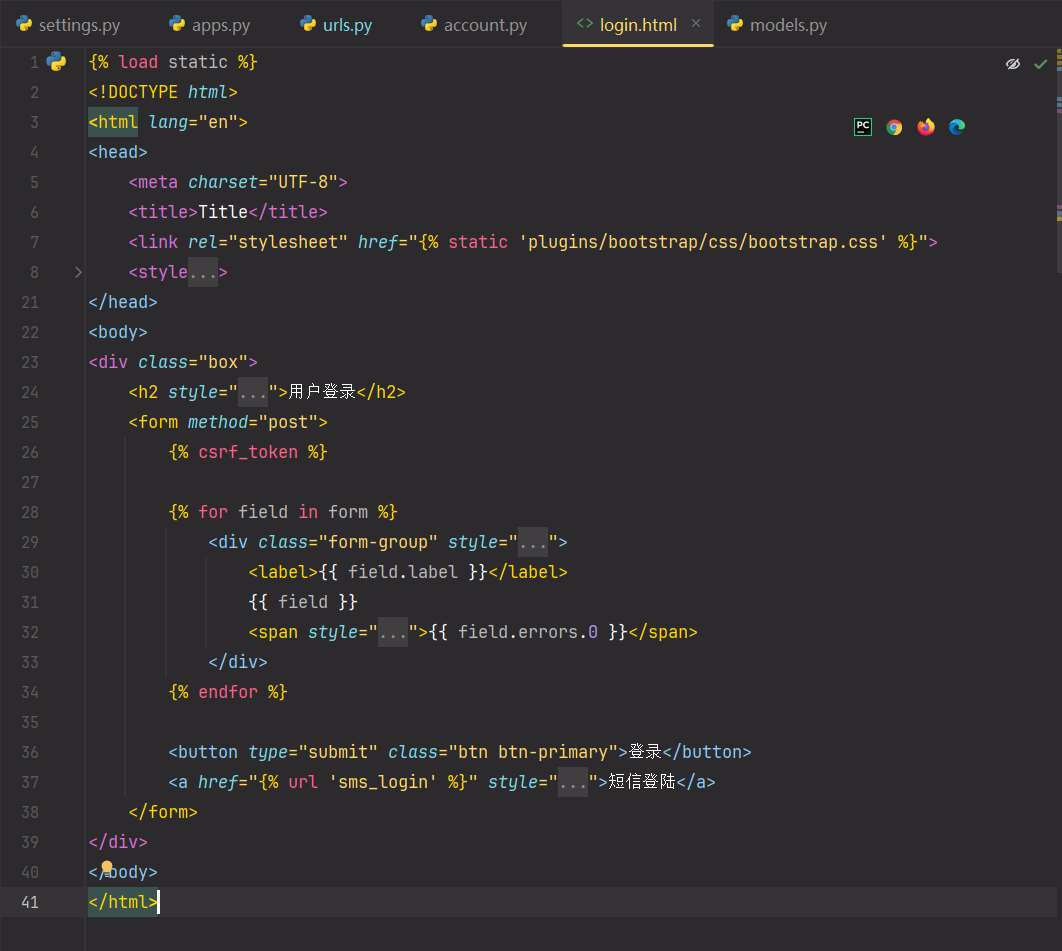 settings.py apps.py urls.py account.py login.html models.py
1 {% load static %}
2 <!DOCTYPE html>
3 <html lang="en">
PC
4 <head>
5     <meta charset="UTF-8">
6     <title>Title</title>
7     <link rel="stylesheet" href="{% static 'plugins/bootstrap/css/bootstrap.css' %}">
8     <style...>
21 </head>
22 <body>
23 <div class="box">
24     <h2 style="...">用户登录</h2>
25     <form method="post">
26         {% csrf_token %}
27
28         {% for field in form %}
29             <div class="form-group" style="...">
30                 <label>{{ field.label }}</label>
31                 {{ field }}
32                 <span style="...">{{ field.errors.0 }}</span>
33             </div>
34         {% endfor %}
35
36         <button type="submit" class="btn btn-primary">登录</button>
37         <a href="{% url 'sms_login' %}" style="...">短信登陆</a>
38     </form>
39 </div>
40 </body>
41 </html>